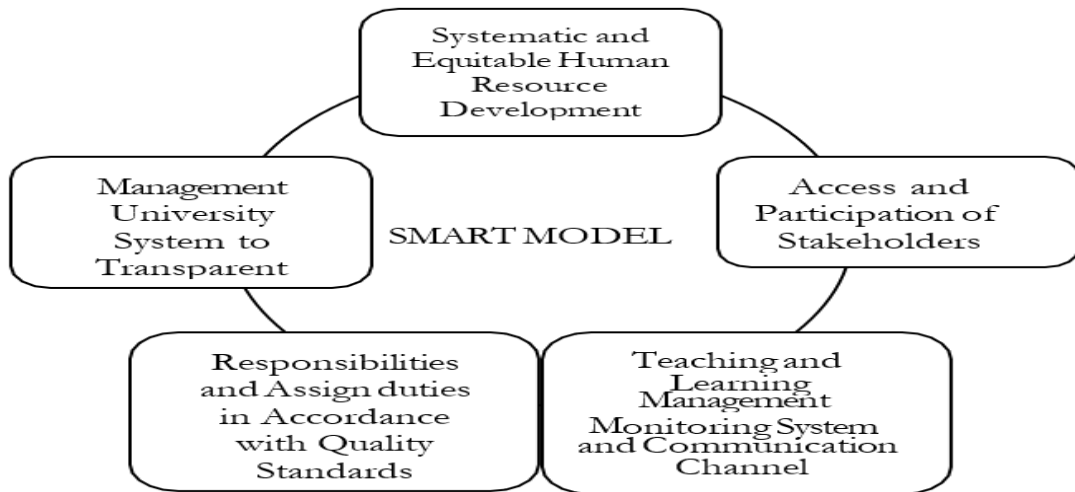 Systematic and
Equitable Human
Resource
Development
Management
University
System to
Transparent
SMART MODEL
Access and
Participation of
Stakeholders
Responsibilities
and Assign duties
in Accordance
with Quality
Standards
Teaching and
Learning
Management
Monitoring System
and Communication
Channel